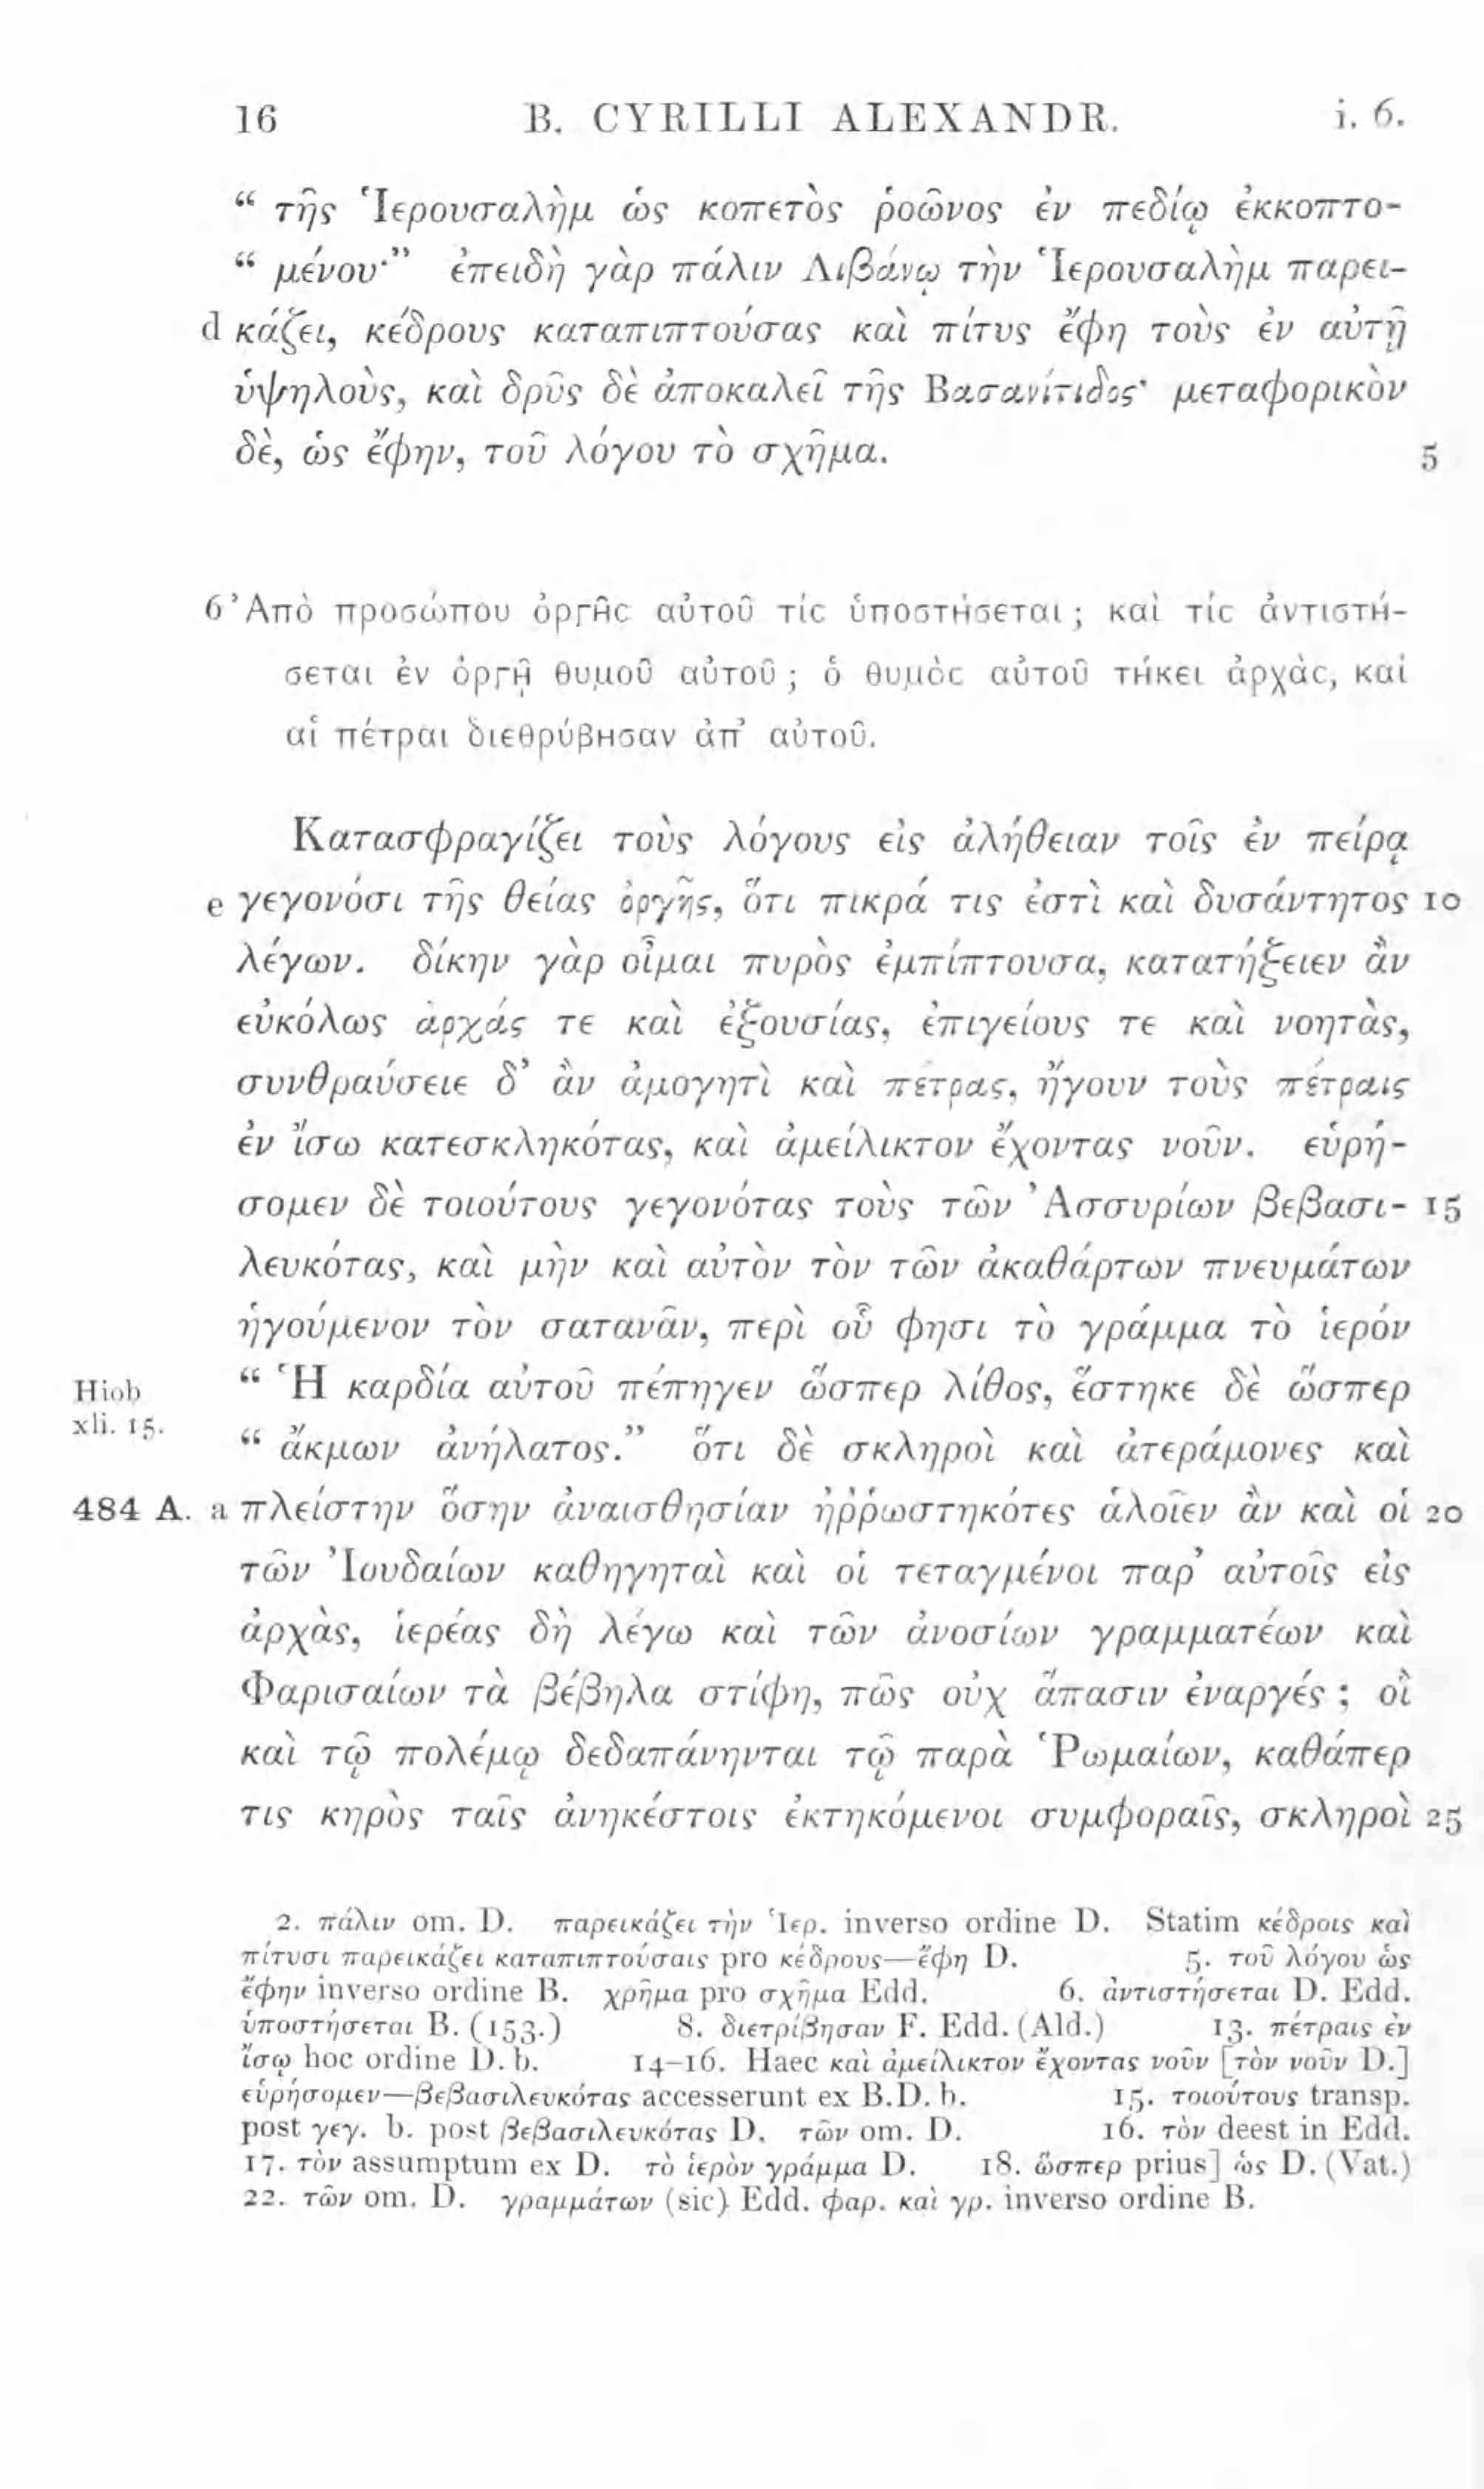 16 B. CYRILLI ALEXANDR. i. 6.
“ τῆς Ἱερουσαλὴμ ὡς κοπετὸς ῥοῶνος ἐν πεδίῳ ἐκκοπτο-
“ μένου·” ἐπειδὴ γὰρ πάλιν Λιβάνῳ τὴν Ἱερουσαλὴμ παρει-
d κάζει, κέδρους καταπιπτούσας καὶ πίτυς ἔφη τοὺς ἐν αὐτῇ
ὑψηλοὺς, καὶ δρῦς δὲ ἀποκαλεῖ τῆς Βασανίτιδος· μεταφορικὸν
δὲ, ὡς ἔφην, τοῦ λόγου τὸ σχῆμα. 5
6 Ἀπὸ προσώπου ὀργῆς αὐτοῦ τίς ὑποστήσεται; καὶ τίς ἀντιστή-
σεται ἐν ὀργῇ θυμοῦ αὐτοῦ; ὁ θυμὸς αὐτοῦ τήκει ἀρχὰς, καὶ
αἱ πέτραι διεθρύβησαν ἀπ’ αὐτοῦ.
Κατασφραγίζει τοὺς λόγους εἰς ἀλήθειαν τοῖς ἐν πείρᾳ
e γεγονόσι τῆς θείας ὀργῆς, ὅτι πικρά τις ἐστὶ καὶ δυσάντητος 10
λέγων. δίκην γὰρ οἶμαι πυρὸς ἐμπίπτουσα, κατατήξειεν ἂν
εὐκόλως ἀρχάς τε καὶ ἐξουσίας, ἐπιγείους τε καὶ νοητὰς,
συνθραύσειε δ’ ἂν ἀμογητὶ καὶ πέτρας, ἤγουν τοὺς πέτραις
ἐν ἴσω κατεσκληκότας, καὶ ἀμείλικτον ἔχοντας νοῦν. εὑρή-
σομεν δὲ τοιούτους γεγονότας τοὺς τῶν Ἀσσυρίων βεβασι- 15
λευκότας, καὶ μὴν καὶ αὐτὸν τὸν τῶν ἀκαθάρτων πνευμάτων
ἡγούμενον τὸν σατανᾶν, περὶ οὗ φησι τὸ γράμμα τὸ ἱερόν
Hiob xli. 15. “ Ἡ καρδία αὐτοῦ πέπηγεν ὥσπερ λίθος, ἕστηκε δὲ ὥσπερ
“ ἄκμων ἀνήλατος.” ὅτι δὲ σκληροὶ καὶ ἀτεράμονες καὶ
484 A. a πλείστην ὅσην ἀναισθησίαν ἠῤῥωστηκότες ἁλοῖεν ἂν καὶ οἱ 20
τῶν Ἰουδαίων καθηγηταὶ καὶ οἱ τεταγμένοι παρ’ αὐτοῖς εἰς
ἀρχὰς, ἱερέας δὴ λέγω καὶ τῶν ἀνοσίων γραμματέων καὶ
Φαρισαίων τὰ βέβηλα στίφη, πῶς οὐχ ἅπασιν ἐναργές; οἳ
καὶ τῷ πολέμῳ δεδαπάνηνται τῷ παρὰ Ῥωμαίων, καθάπερ
τις κηρὸς ταῖς ἀνηκέστοις ἐκτηκόμενοι συμφοραῖς, σκληροὶ 25
2. πάλιν om. D. παρεικάζει τὴν Ἱερ. inverso ordine D. Statim κέδροις καὶ
πίτυσι παρεικάζει καταπιπτούσαις pro κέδρους—ἔφη D. 5. τοῦ λόγου ὡς
ἔφην inverso ordine B. χρῆμα pro σχῆμα Edd. 6. ἀντιστήσεται D. Edd.
ὑποστήσεται B. (153.) 8. διετρίβησαν F. Edd. (Ald.) 13. πέτραις ἐν
ἴσῳ hoc ordine D. b. 14–16. Haec καὶ ἀμείλικτον ἔχοντας νοῦν [τὸν νοῦν D.]
εὑρήσομεν—βεβασιλευκότας accesserunt ex B.D. b. 15. τοιούτους transp.
post γεγ. b. post βεβασιλευκότας D. τῶν om. D. 16. τὸν deest in Edd.
17. τὸν assumptum ex D. τὸ ἱερὸν γράμμα D. 18. ὥσπερ prius] ὡς D. (Vat.)
22. τῶν om. D. γραμμάτων (sic) Edd. φαρ. καὶ γρ. inverso ordine B.